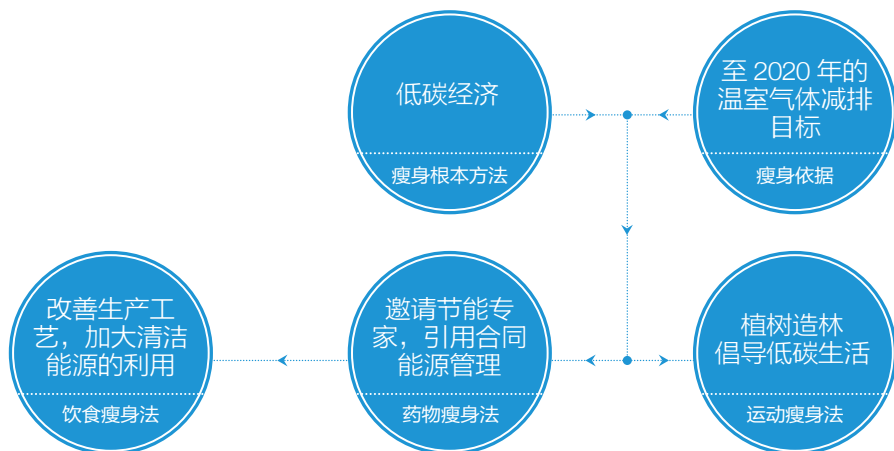 低碳经济
瘦身根本方法
至 2020 年的
温室气体减排
目标
瘦身依据
改善生产工
艺，加大清洁
能源的利用
饮食瘦身法
邀请节能专
家，引用合同
能源管理
药物瘦身法
植树造林
倡导低碳生活
运动瘦身法